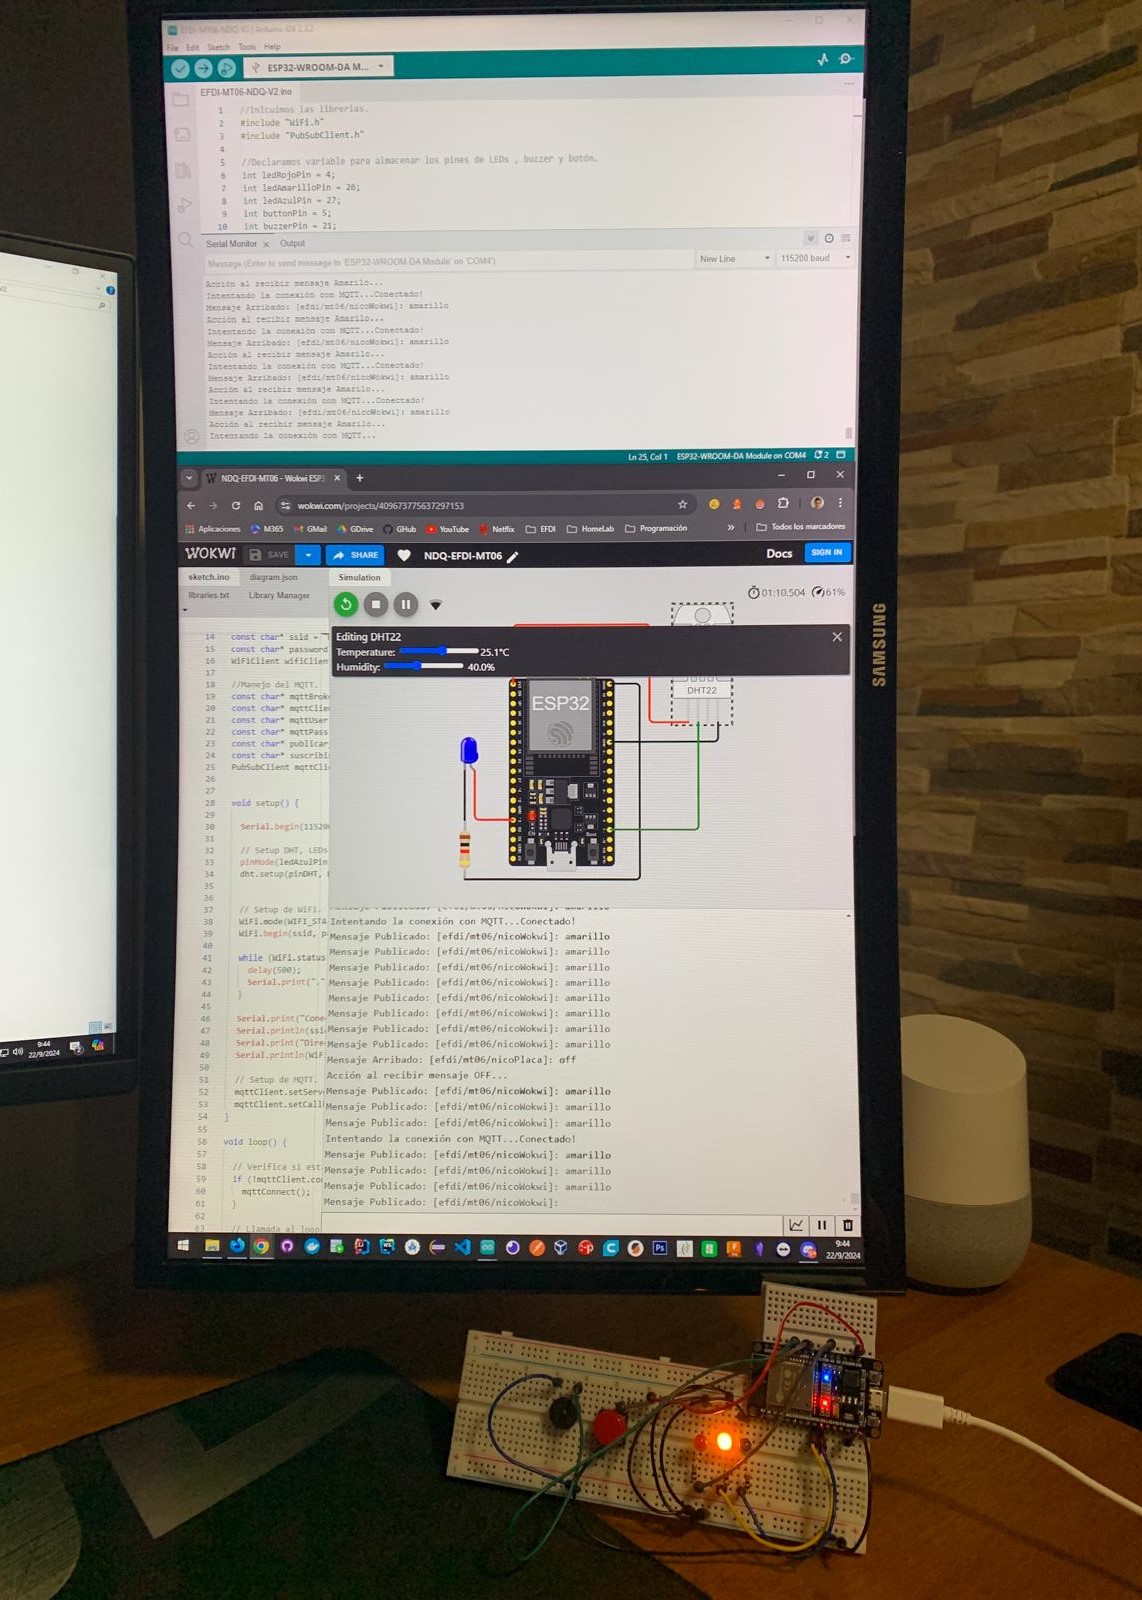 EFDI-MT06-NDQ-V2 | Arduino IDE 2.3.2
File Edit Sketch Tools Help
ESP32-WROOM-DA M...
EFDI-MT06-NDQ-V2.ino
1 //Inlcuimos las librerías.
2 #include "WiFi.h"
3 #include "PubSubClient.h"
4
5 //Declaramos variable para almacenar los pines de LEDs , buzzer y botón.
6 int ledRojoPin = 4;
7 int ledAmarilloPin = 26;
8 int ledAzulPin = 27;
9 int buttonPin = 5;
10 int buzzerPin = 21;
Serial Monitor × Output
Message (Enter to send message to 'ESP32-WROOM-DA Module' on 'COM4')
New Line
115200 baud
Acción al recibir mensaje Amarilo...
Intentando la conexión con MQTT...Conectado!
Mensaje Arribado: [efdi/mt06/nicoWokwi]: amarillo
Acción al recibir mensaje Amarilo...
Intentando la conexión con MQTT...Conectado!
Mensaje Arribado: [efdi/mt06/nicoWokwi]: amarillo
Acción al recibir mensaje Amarilo...
Intentando la conexión con MQTT...Conectado!
Mensaje Arribado: [efdi/mt06/nicoWokwi]: amarillo
Acción al recibir mensaje Amarilo...
Intentando la conexión con MQTT...Conectado!
Mensaje Arribado: [efdi/mt06/nicoWokwi]: amarillo
Acción al recibir mensaje Amarilo...
Intentando la conexión con MQTT...
Ln 25, Col 1 ESP32-WROOM-DA Module on COM4 2
NDQ-EFDI-MT06 - Wokwi ESP3
wokwi.com/projects/409673775637297153
Aplicaciones M365 GMail GDrive GHub YouTube Netflix EFDI HomeLab Programación » Todos los marcadores
WOKWI SAVE SHARE NDQ-EFDI-MT06 Docs SIGN IN
sketch.ino diagram.json
libraries.txt Library Manager
Simulation
01:10.504 61%
Editing DHT22
Temperature: 25.1°C
Humidity: 40.0%
DHT22
ESP32
14 const char* ssid = "
15 const char* password
16 WiFiClient wifiClien
17
18 //Manejo del MQTT.
19 const char* mqttBrok
20 const char* mqttClie
21 const char* mqttUser
22 const char* mqttPass
23 const char* publicar
24 const char* suscribi
25 PubSubClient mqttCli
26
27
28 void setup() {
29
30 Serial.begin(11520
31
32 // Setup DHT, LEDs
33 pinMode(ledAzulPin
34 dht.setup(pinDHT,
35
36
37 // Setup de WiFi.
38 WiFi.mode(WIFI_STA
39 WiFi.begin(ssid, p
40
41 while (WiFi.status
42 delay(500);
43 Serial.print("."
44 }
45
46 Serial.print("Cone
47 Serial.println(ssi
48 Serial.print("Dire
49 Serial.println(WiF
50
51 // Setup de MQTT.
52 mqttClient.setServ
53 mqttClient.setCall
54 }
55
56 void loop() {
57
58 // Verifica si est
59 if (!mqttClient.co
60 mqttConnect();
61 }
62
63 // Llamada al loop
Mensaje Publicado: [efdi/mt06/nicoWokwi]: amarillo
Intentando la conexión con MQTT...Conectado!
Mensaje Publicado: [efdi/mt06/nicoWokwi]: amarillo
Mensaje Publicado: [efdi/mt06/nicoWokwi]: amarillo
Mensaje Publicado: [efdi/mt06/nicoWokwi]: amarillo
Mensaje Publicado: [efdi/mt06/nicoWokwi]: amarillo
Mensaje Publicado: [efdi/mt06/nicoWokwi]: amarillo
Mensaje Publicado: [efdi/mt06/nicoWokwi]: amarillo
Mensaje Publicado: [efdi/mt06/nicoWokwi]: amarillo
Mensaje Publicado: [efdi/mt06/nicoWokwi]: amarillo
Mensaje Arribado: [efdi/mt06/nicoPlaca]: off
Acción al recibir mensaje OFF...
Mensaje Publicado: [efdi/mt06/nicoWokwi]: amarillo
Mensaje Publicado: [efdi/mt06/nicoWokwi]: amarillo
Mensaje Publicado: [efdi/mt06/nicoWokwi]: amarillo
Intentando la conexión con MQTT...Conectado!
Mensaje Publicado: [efdi/mt06/nicoWokwi]: amarillo
Mensaje Publicado: [efdi/mt06/nicoWokwi]: amarillo
Mensaje Publicado: [efdi/mt06/nicoWokwi]: amarillo
Mensaje Publicado: [efdi/mt06/nicoWokwi]:
9:44
22/9/2024
9:44
22/9/2024
SAMSUNG